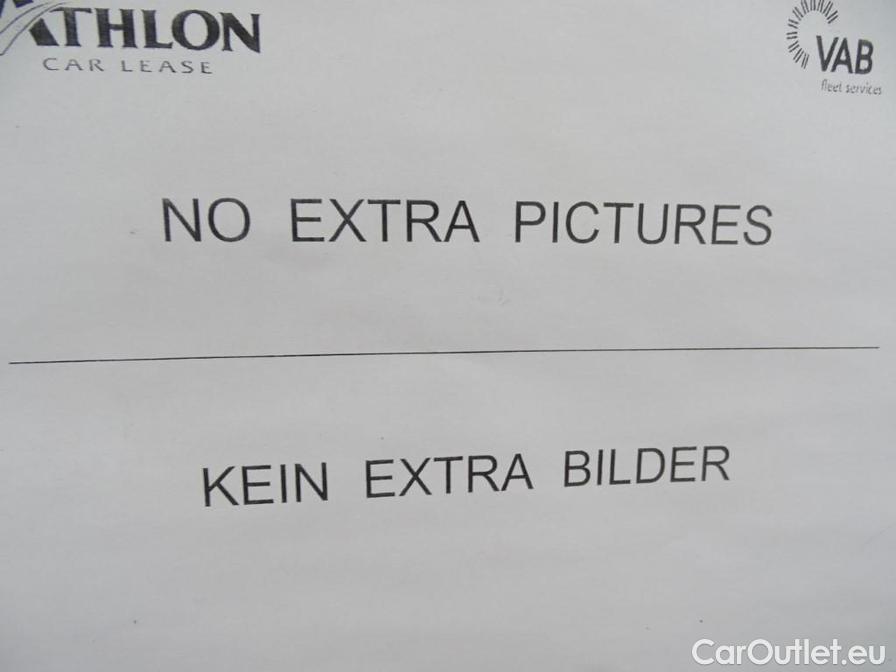 ATHLON
CAR LEASE
VAB
fleet services
NO EXTRA PICTURES
KEIN EXTRA BILDER
CarOutlet.eu